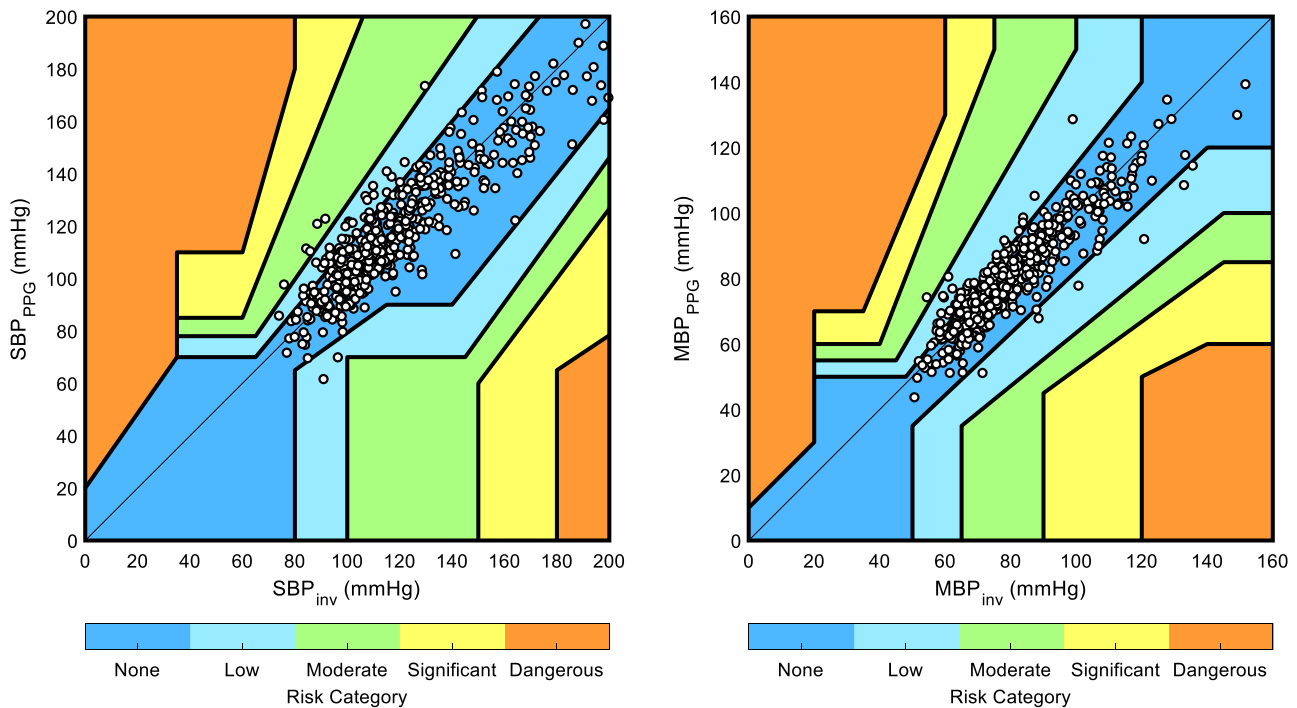 200
180
160
140
120
100
80
60
40
20
0
SBP_PPG (mmHg)
0 20 40 60 80 100 120 140 160 180 200
SBP_inv (mmHg)
None Low Moderate Significant Dangerous
Risk Category
160
140
120
100
80
60
40
20
0
MBP_PPG (mmHg)
0 20 40 60 80 100 120 140 160
MBP_inv (mmHg)
None Low Moderate Significant Dangerous
Risk Category